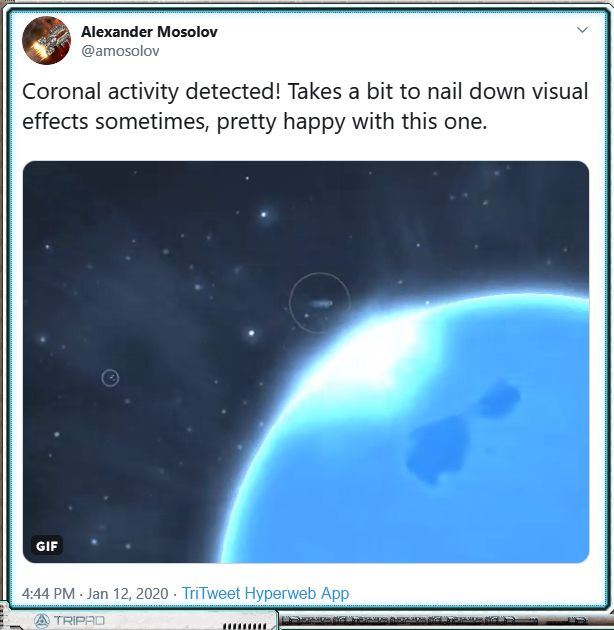 Alexander Mosolov
@amosolov
Coronal activity detected! Takes a bit to nail down visual
effects sometimes, pretty happy with this one.
GIF
4:44 PM · Jan 12, 2020 · TriTweet Hyperweb App
TRIPAD